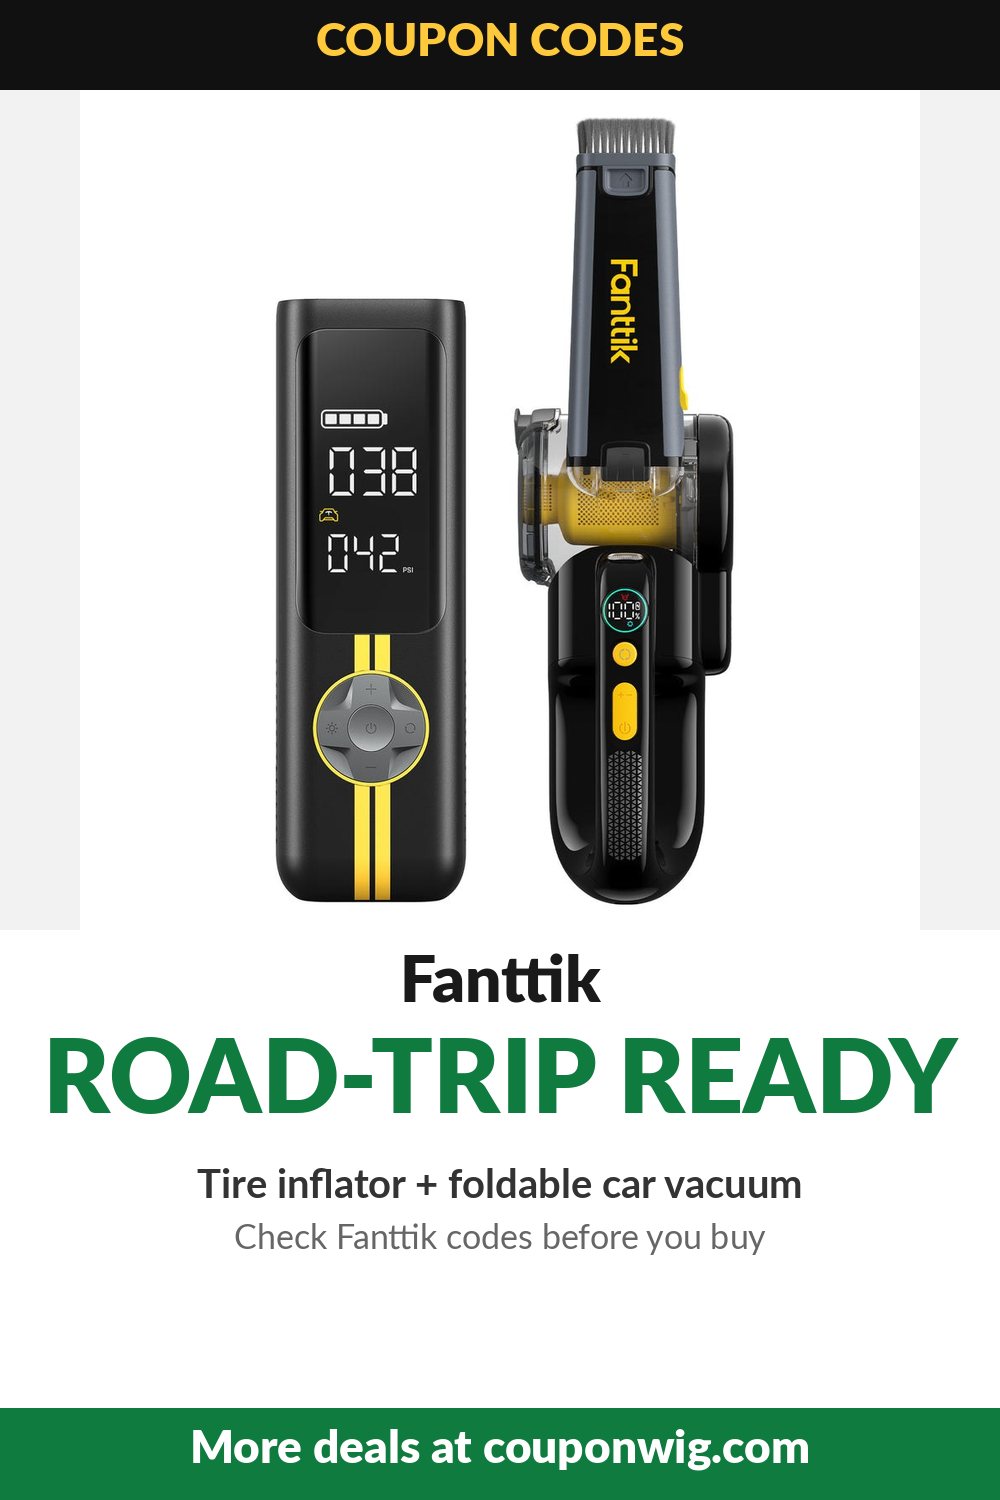 COUPON CODES
Fanttik
038
042 PSI
100%
Fanttik
ROAD-TRIP READY
Tire inflator + foldable car vacuum
Check Fanttik codes before you buy
More deals at couponwig.com